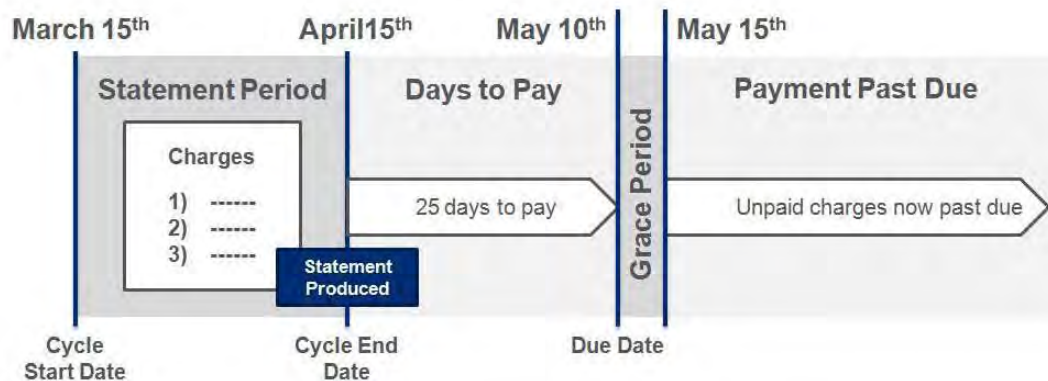 March 15th
April15th
May 10th
May 15th
Statement Period
Days to Pay
Grace Period
Payment Past Due
Charges
1) ------
2) ------
3) ------
25 days to pay
Unpaid charges now past due
Statement
Produced
Cycle
Start Date
Cycle End
Date
Due Date